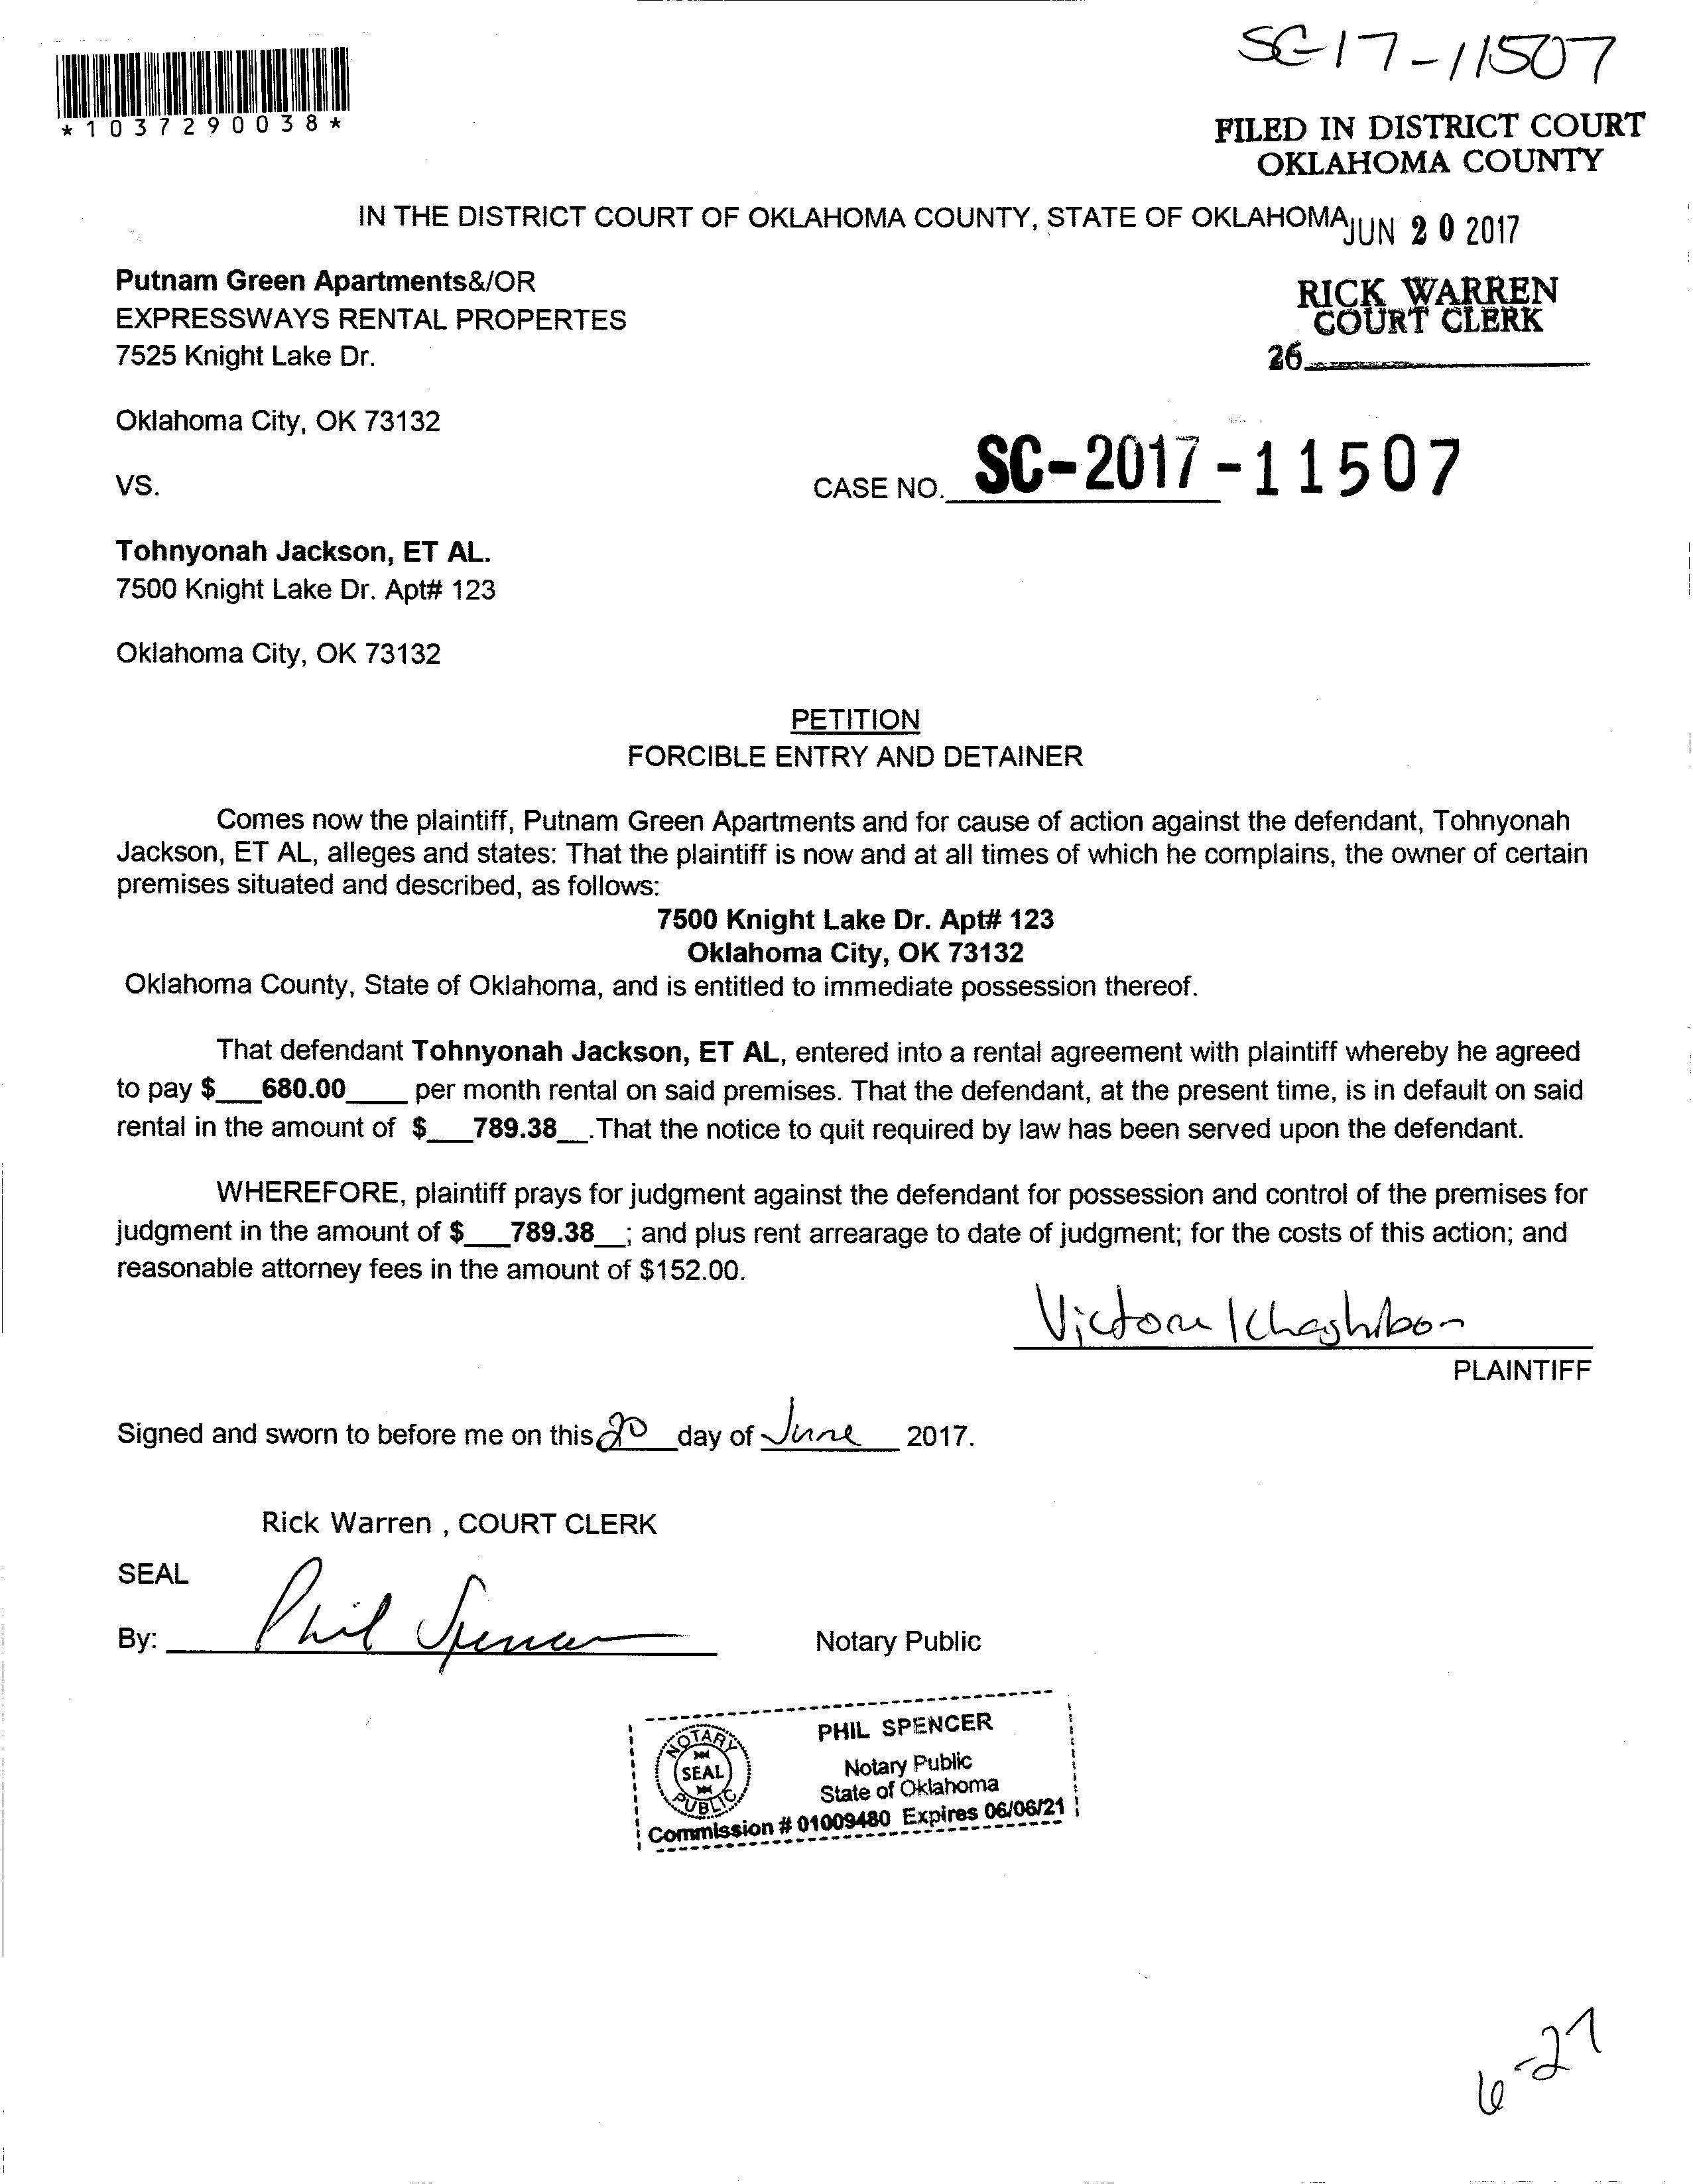 SC-17-11507
*1037290038*
FILED IN DISTRICT COURT
OKLAHOMA COUNTY
IN THE DISTRICT COURT OF OKLAHOMA COUNTY, STATE OF OKLAHOMA
JUN 20 2017
Putnam Green Apartments&/OR
EXPRESSWAYS RENTAL PROPERTES
7525 Knight Lake Dr.
RICK WARREN
COURT CLERK
26
Oklahoma City, OK 73132
VS.
CASE NO. SC-2017-11507
Tohnyonah Jackson, ET AL.
7500 Knight Lake Dr. Apt# 123
Oklahoma City, OK 73132
PETITION
FORCIBLE ENTRY AND DETAINER
Comes now the plaintiff, Putnam Green Apartments and for cause of action against the defendant, Tohnyonah
Jackson, ET AL, alleges and states: That the plaintiff is now and at all times of which he complains, the owner of certain
premises situated and described, as follows:
7500 Knight Lake Dr. Apt# 123
Oklahoma City, OK 73132
Oklahoma County, State of Oklahoma, and is entitled to immediate possession thereof.
That defendant Tohnyonah Jackson, ET AL, entered into a rental agreement with plaintiff whereby he agreed
to pay $___680.00____ per month rental on said premises. That the defendant, at the present time, is in default on said
rental in the amount of $___789.38__.That the notice to quit required by law has been served upon the defendant.
WHEREFORE, plaintiff prays for judgment against the defendant for possession and control of the premises for
judgment in the amount of $___789.38__; and plus rent arrearage to date of judgment; for the costs of this action; and
reasonable attorney fees in the amount of $152.00.
PLAINTIFF
Signed and sworn to before me on this 20 day of June 2017.
Rick Warren , COURT CLERK
SEAL
By: Phil Spencer Notary Public
PHIL SPENCER
NOTARY
SEAL
PUBLIC
Notary Public
State of Oklahoma
Commission # 01009480 Expires 06/06/21
6-27